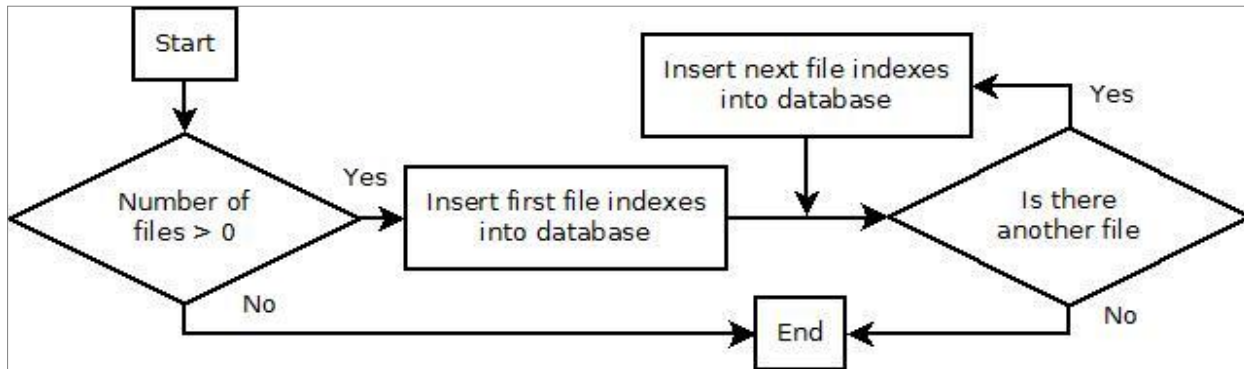 Start
Number of
files > 0
Yes
No
Insert first file indexes
into database
Insert next file indexes
into database
Is there
another file
Yes
No
End